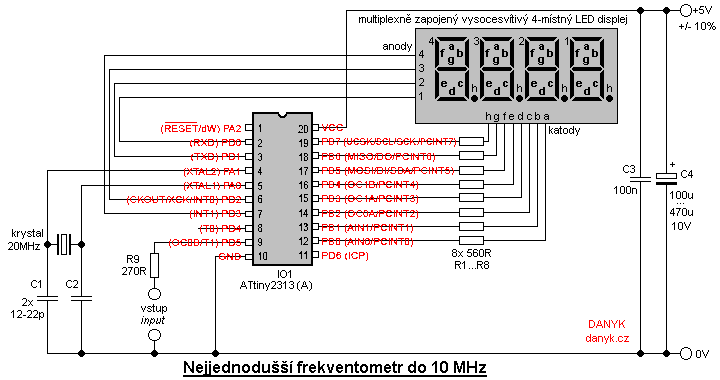 multiplexně zapojený vysocesvítivý 4-místný LED displej
+5V
+/- 10%
anody
4 3 2 1
4
3
2
1
f a b g e d c h f a b g e d c h f a b g e d c h f a b g e d c h
h g f e d c b a
katody
(RESET/dW) PA2 1
(RXD) PD0 2
(TXD) PD1 3
(XTAL2) PA1 4
(XTAL1) PA0 5
(CKOUT/XCK/INT0) PD2 6
(INT1) PD3 7
(T0) PD4 8
(OC0B/T1) PD5 9
GND 10
20 VCC
19 PB7 (UCSK/SCL/SCK/PCINT7)
18 PB6 (MISO/DO/PCINT6)
17 PB5 (MOSI/DI/SDA/PCINT5)
16 PB4 (OC1B/PCINT4)
15 PB3 (OC1A/PCINT3)
14 PB2 (OC0A/PCINT2)
13 PB1 (AIN1/PCINT1)
12 PB0 (AIN0/PCINT0)
11 PD6 (ICP)
IO1
ATtiny2313 (A)
8x 560R
R1...R8
krystal
20MHz
C1
2x
12-22p
C2
R9
270R
vstup
input
C3
100n
+
C4
100u
...
470u
10V
DANYK
danyk.cz
0V
Nejjednodušší frekventometr do 10 MHz